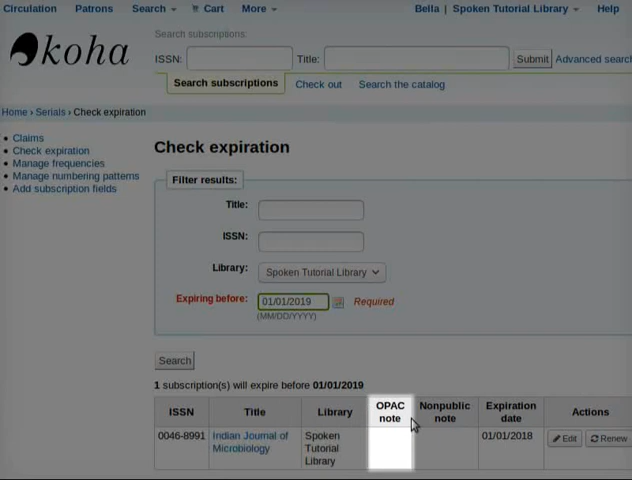 Circulation Patrons Search Cart More Bella | Spoken Tutorial Library Help
koha
Search subscriptions:
ISSN: Title: Submit Advanced search
Search subscriptions Check out Search the catalog
Home › Serials › Check expiration
Claims
Check expiration
Manage frequencies
Manage numbering patterns
Add subscription fields
Check expiration
Filter results:
Title:
ISSN:
Library: Spoken Tutorial Library
Expiring before: 01/01/2019 Required
(MM/DD/YYYY)
Search
1 subscription(s) will expire before 01/01/2019
ISSN Title Library OPAC note Nonpublic note Expiration date Actions
0046-8991 Indian Journal of Microbiology Spoken Tutorial Library 01/01/2018 Edit Renew